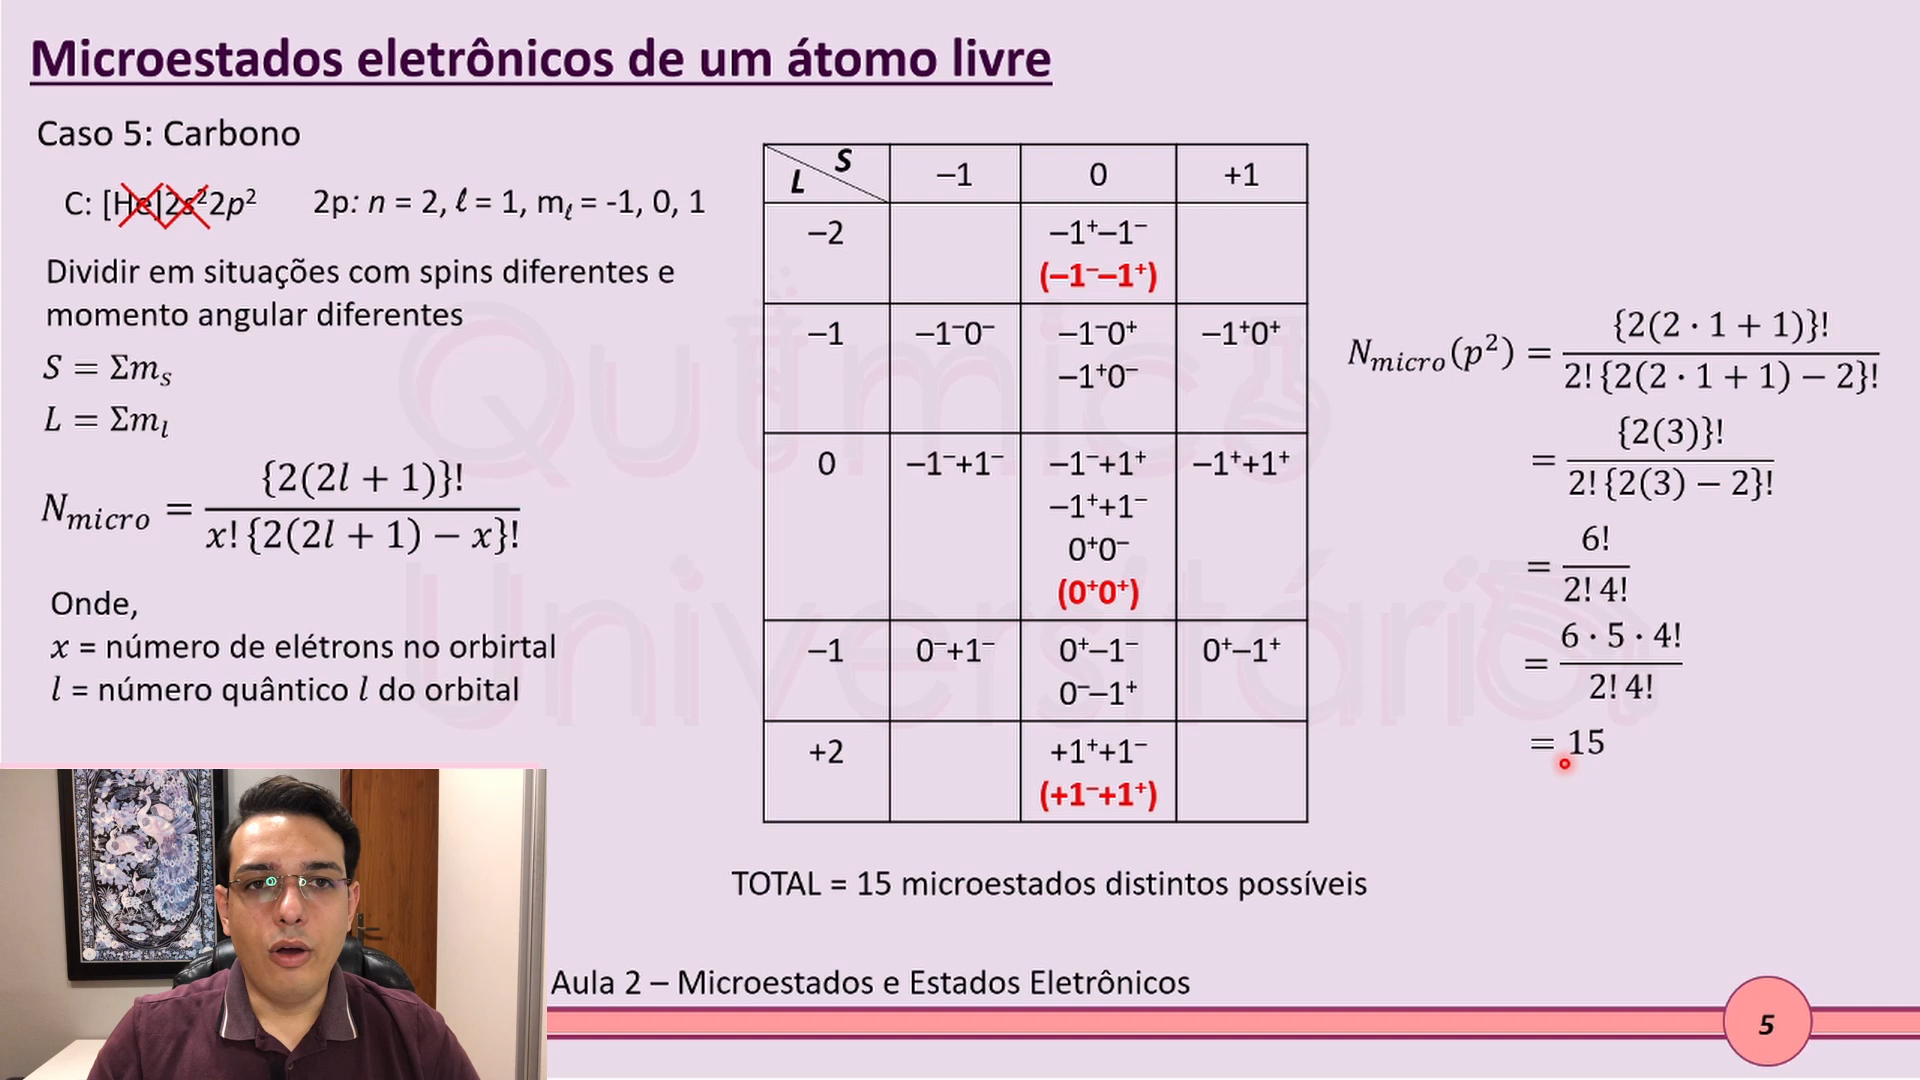 Microestados eletrônicos de um átomo livre
Caso 5: Carbono
C: [He]2s²2p² 2p: n = 2, ℓ = 1, mℓ = -1, 0, 1
Dividir em situações com spins diferentes e
momento angular diferentes
S = Σmₛ
L = Σmₗ
N_micro = {2(2l + 1)}! / x! {2(2l + 1) − x}!
Onde,
x = número de elétrons no orbirtal
l = número quântico l do orbital
L S –1 0 +1
–2 –1⁺–1⁻
(–1⁻–1⁺)
–1 –1⁻0⁻ –1⁻0⁺ –1⁺0⁺
–1⁺0⁻
0 –1⁻+1⁻ –1⁻+1⁺ –1⁺+1⁺
–1⁺+1⁻
0⁺0⁻
(0⁺0⁺)
–1 0⁻+1⁻ 0⁺–1⁻ 0⁺–1⁺
0⁻–1⁺
+2 +1⁺+1⁻
(+1⁻+1⁺)
TOTAL = 15 microestados distintos possíveis
N_micro(p²) = {2(2 · 1 + 1)}! / 2! {2(2 · 1 + 1) − 2}!
= {2(3)}! / 2! {2(3) − 2}!
= 6! / 2! 4!
= 6 · 5 · 4! / 2! 4!
= 15
Químico
Universitário
Aula 2 – Microestados e Estados Eletrônicos
5